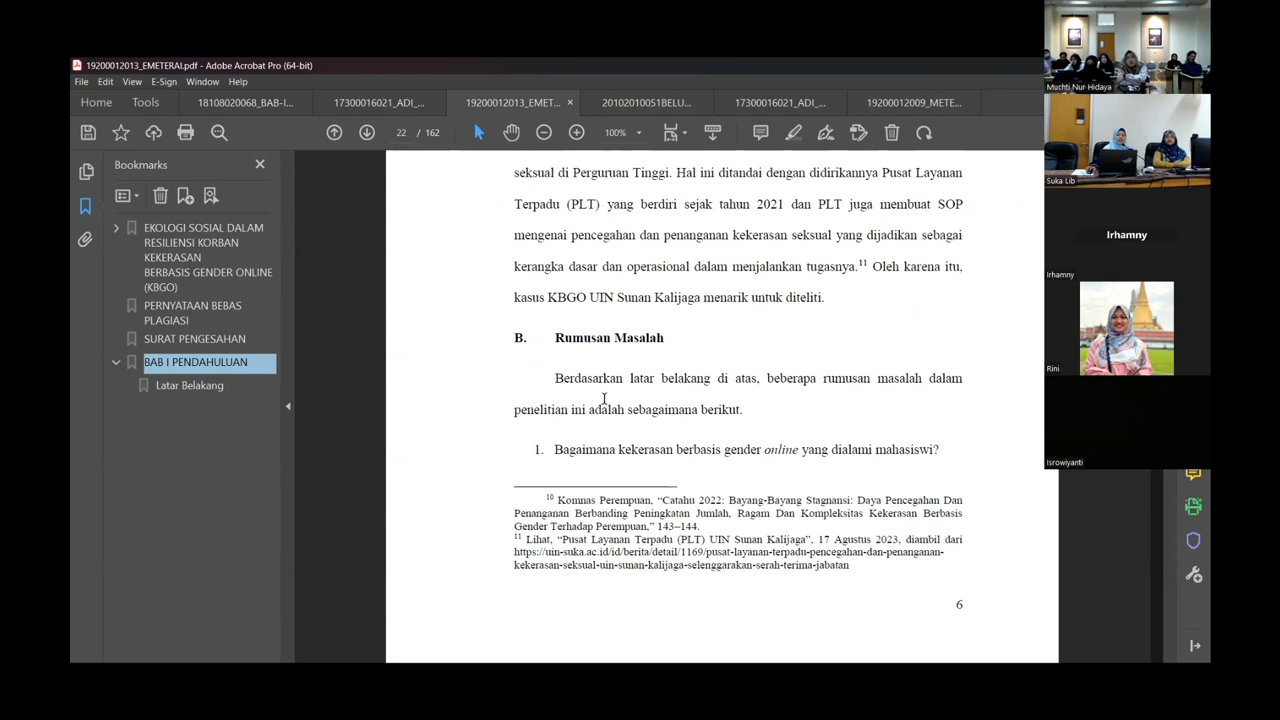 19200012013_EMETERAI.pdf - Adobe Acrobat Pro (64-bit)
File Edit View E-Sign Window Help
Home Tools 18108020068_BAB-I... 17300016021_ADI_... 19200012013_EMET... × 20102010051BELU... 17300016021_ADI_... 19200012009_METE...
22 / 162 100%
Bookmarks
EKOLOGI SOSIAL DALAM
RESILIENSI KORBAN
KEKERASAN
BERBASIS GENDER ONLINE
(KBGO)
PERNYATAAN BEBAS
PLAGIASI
SURAT PENGESAHAN
BAB I PENDAHULUAN
Latar Belakang
seksual di Perguruan Tinggi. Hal ini ditandai dengan didirikannya Pusat Layanan
Terpadu (PLT) yang berdiri sejak tahun 2021 dan PLT juga membuat SOP
mengenai pencegahan dan penanganan kekerasan seksual yang dijadikan sebagai
kerangka dasar dan operasional dalam menjalankan tugasnya.11 Oleh karena itu,
kasus KBGO UIN Sunan Kalijaga menarik untuk diteliti.
B. Rumusan Masalah
Berdasarkan latar belakang di atas, beberapa rumusan masalah dalam
penelitian ini adalah sebagaimana berikut.
1. Bagaimana kekerasan berbasis gender online yang dialami mahasiswi?
10 Komnas Perempuan, “Catahu 2022: Bayang-Bayang Stagnansi: Daya Pencegahan Dan
Penanganan Berbanding Peningkatan Jumlah, Ragam Dan Kompleksitas Kekerasan Berbasis
Gender Terhadap Perempuan,” 143–144.
11 Lihat, “Pusat Layanan Terpadu (PLT) UIN Sunan Kalijaga”, 17 Agustus 2023, diambil dari
https://uin-suka.ac.id/id/berita/detail/1169/pusat-layanan-terpadu-pencegahan-dan-penanganan-
kekerasan-seksual-uin-sunan-kalijaga-selenggarakan-serah-terima-jabatan
6
Muchti Nur Hidaya
Suka Lib
Irhamny
Irhamny
Rini
Isrowiyanti